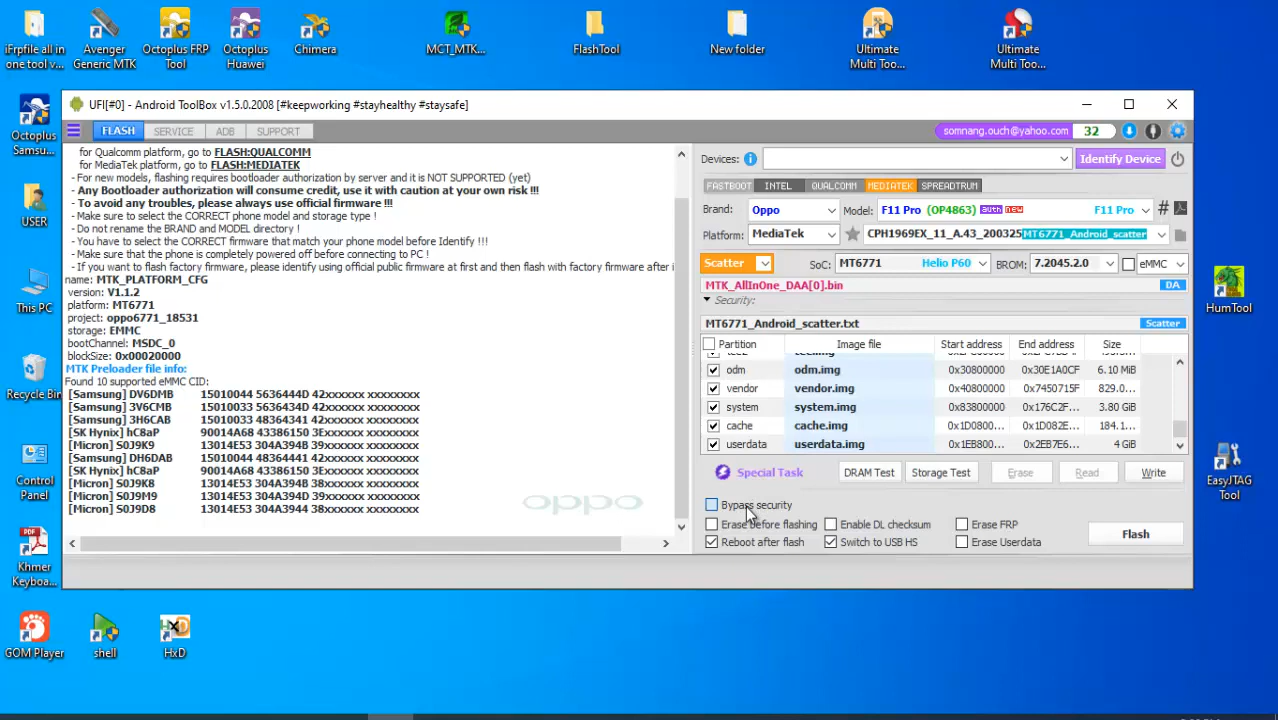 iFrpfile all in
one tool v...
Avenger
Generic MTK
Octoplus FRP
Tool
Octoplus
Huawei
Chimera
MCT_MTK...
FlashTool
New folder
Ultimate
Multi Too...
Ultimate
Multi Too...
Octoplus
Samsu...
USER
This PC
Recycle Bin
Control
Panel
PDF
Khmer
Keyboa...
GOM Player
shell
HxD
HumTool
EasyJTAG
Tool
UFI[#0] - Android ToolBox v1.5.0.2008 [#keepworking #stayhealthy #staysafe]
FLASH SERVICE ADB SUPPORT
somnang.ouch@yahoo.com 32
for Qualcomm platform, go to FLASH:QUALCOMM
for MediaTek platform, go to FLASH:MEDIATEK
- For new models, flashing requires bootloader authorization by server and it is NOT SUPPORTED (yet)
- Any Bootloader authorization will consume credit, use it with caution at your own risk !!!
- To avoid any troubles, please always use official firmware !!!
- Make sure to select the CORRECT phone model and storage type !
- Do not rename the BRAND and MODEL directory !
- You have to select the CORRECT firmware that match your phone model before Identify !!!
- Make sure that the phone is completely powered off before connecting to PC !
- If you want to flash factory firmware, please identify using official public firmware at first and then flash with factory firmware after i
name: MTK_PLATFORM_CFG
version: V1.1.2
platform: MT6771
project: oppo6771_18531
storage: EMMC
bootChannel: MSDC_0
blockSize: 0x00020000
MTK Preloader file info:
Found 10 supported eMMC CID:
[Samsung] DV6DMB 15010044 5636444D 42xxxxxx xxxxxxxx
[Samsung] 3V6CMB 15010033 5636434D 42xxxxxx xxxxxxxx
[Samsung] 3H6CAB 15010033 48364341 42xxxxxx xxxxxxxx
[SK Hynix] hC8aP 90014A66 43386150 3Exxxxxx xxxxxxxx
[Micron] S0J9K9 13014E53 304A394B 39xxxxxx xxxxxxxx
[Samsung] DH6DAB 15010044 48364441 42xxxxxx xxxxxxxx
[SK Hynix] hC8aP 90014A66 43386150 3Exxxxxx xxxxxxxx
[Micron] S0J9K8 13014E53 304A394B 38xxxxxx xxxxxxxx
[Micron] S0J9M9 13014E53 304A394D 39xxxxxx xxxxxxxx
[Micron] S0J9D8 13014E53 304A3944 38xxxxxx xxxxxxxx
oppo
Devices: Identify Device
FASTBOOT INTEL QUALCOMM MEDIATEK SPREADTRUM
Brand: Oppo Model: F11 Pro (OP4863) auth new F11 Pro #
Platform: MediaTek CPH1969EX_11_A.43_200325 MT6771_Android_scatter
Scatter SoC: MT6771 Helio P60 BROM: 7.2045.2.0 eMMC
MTK_AllInOne_DAA[0].bin DA
Security:
MT6771_Android_scatter.txt Scatter
Partition Image file Start address End address Size
odm odm.img 0x30800000 0x30E1A0CF 6.10 MiB
vendor vendor.img 0x40800000 0x7450715F 829.0...
system system.img 0x83800000 0x176C2F... 3.80 GiB
cache cache.img 0x1D0800... 0x1D082E... 184.1...
userdata userdata.img 0x1EB800... 0x2EB7E6... 4 GiB
Special Task DRAM Test Storage Test Erase Read Write
Bypass security
Erase before flashing Enable DL checksum Erase FRP
Reboot after flash Switch to USB HS Erase Userdata
Flash